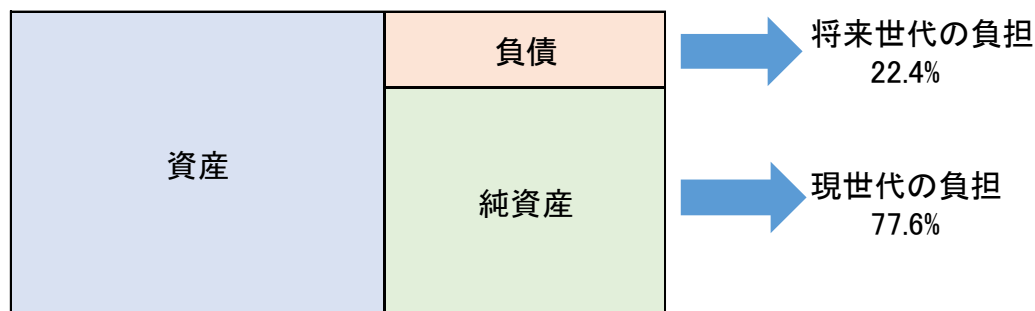 資産
負債
純資産
将来世代の負担
22.4%
現世代の負担
77.6%